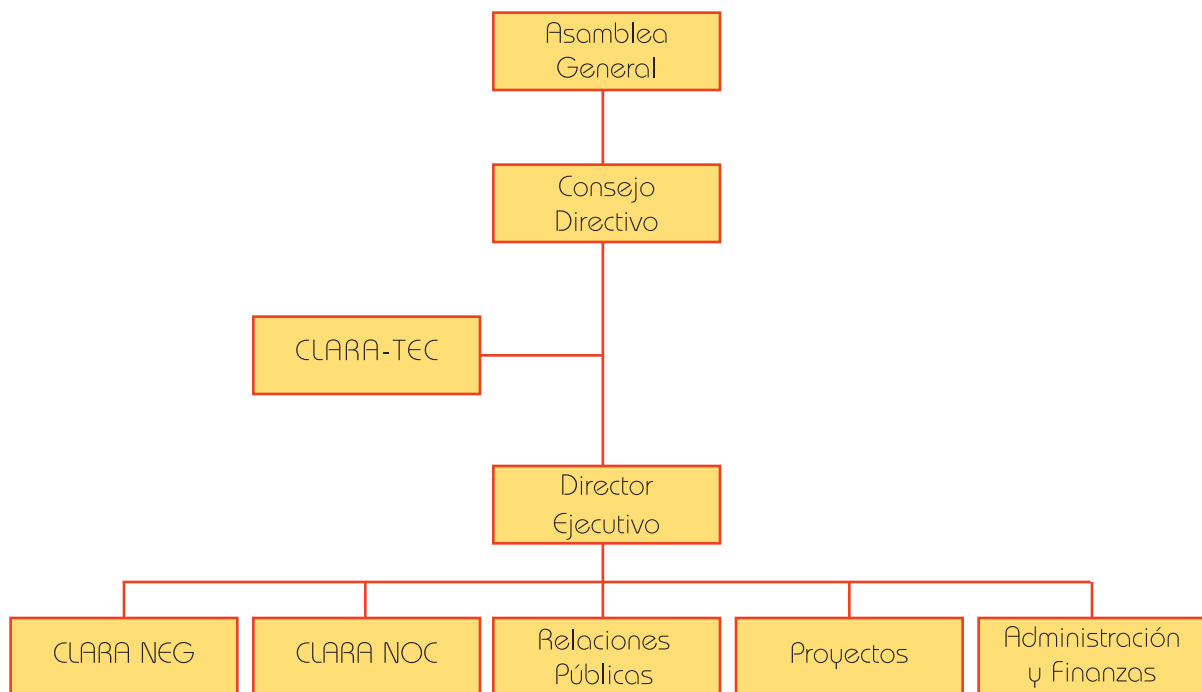 Asamblea
General
Consejo
Directivo
CLARA-TEC
Director
Ejecutivo
CLARA NEG
CLARA NOC
Relaciones
Públicas
Proyectos
Administración
y Finanzas